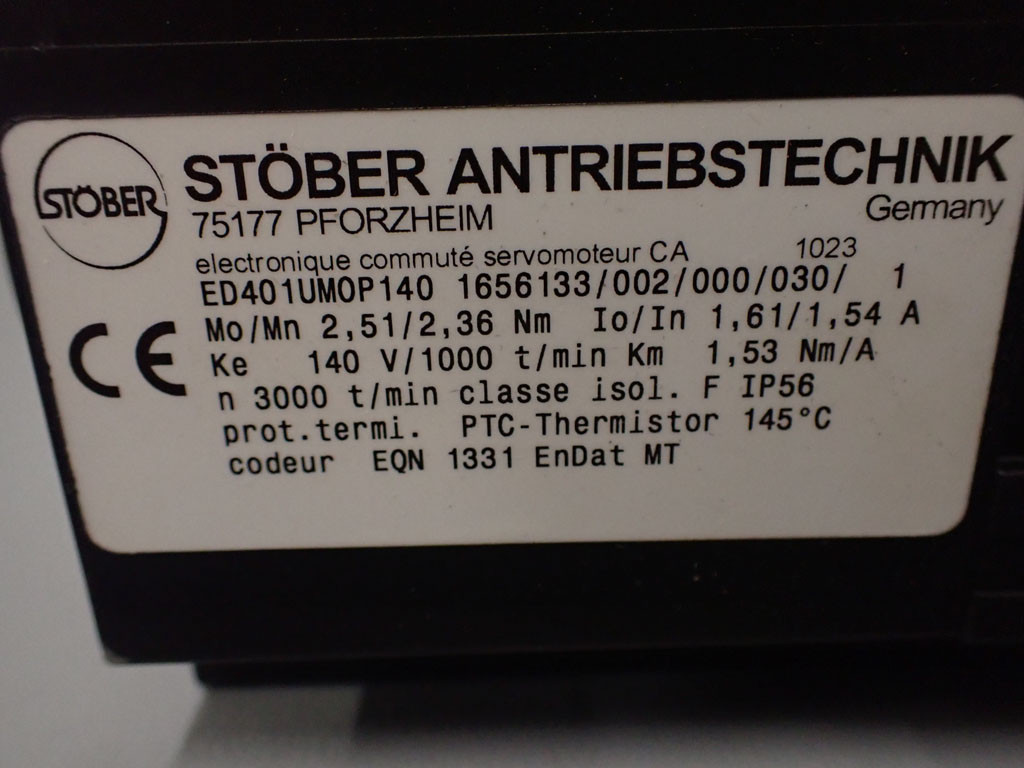 STÖBER
STÖBER ANTRIEBSTECHNIK
75177 PFORZHEIM
Germany
electronique commuté servomoteur CA 1023
ED401UMOP140 1656133/002/000/030/ 1
Mo/Mn 2,51/2,36 Nm Io/In 1,61/1,54 A
Ke 140 V/1000 t/min Km 1,53 Nm/A
n 3000 t/min classe isol. F IP56
prot.termi. PTC-Thermistor 145°C
codeur EQN 1331 EnDat MT
CE